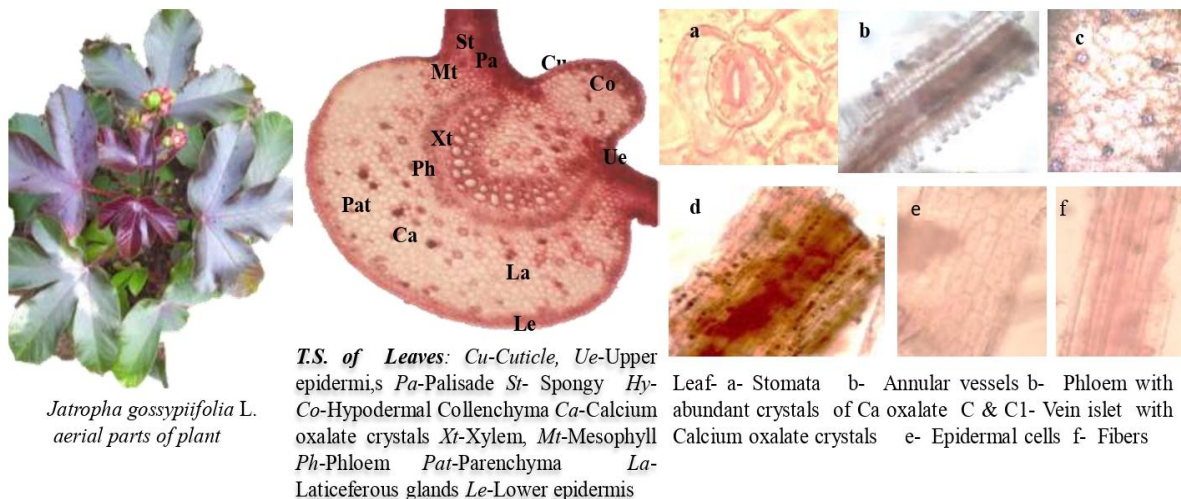 St
Pa
Mt
Cu
Co
Xt
Ue
Ph
Pat
Ca
La
Le
a
b
c
d
e
f
Jatropha gossypiifolia L.
aerial parts of plant
T.S. of Leaves: Cu-Cuticle, Ue-Upper
epidermi,s Pa-Palisade St- Spongy Hy-
Co-Hypodermal Collenchyma Ca-Calcium
oxalate crystals Xt-Xylem, Mt-Mesophyll
Ph-Phloem Pat-Parenchyma La-
Laticeferous glands Le-Lower epidermis
Leaf- a- Stomata b- Annular vessels b- Phloem with
abundant crystals of Ca oxalate C & C1- Vein islet with
Calcium oxalate crystals e- Epidermal cells f- Fibers